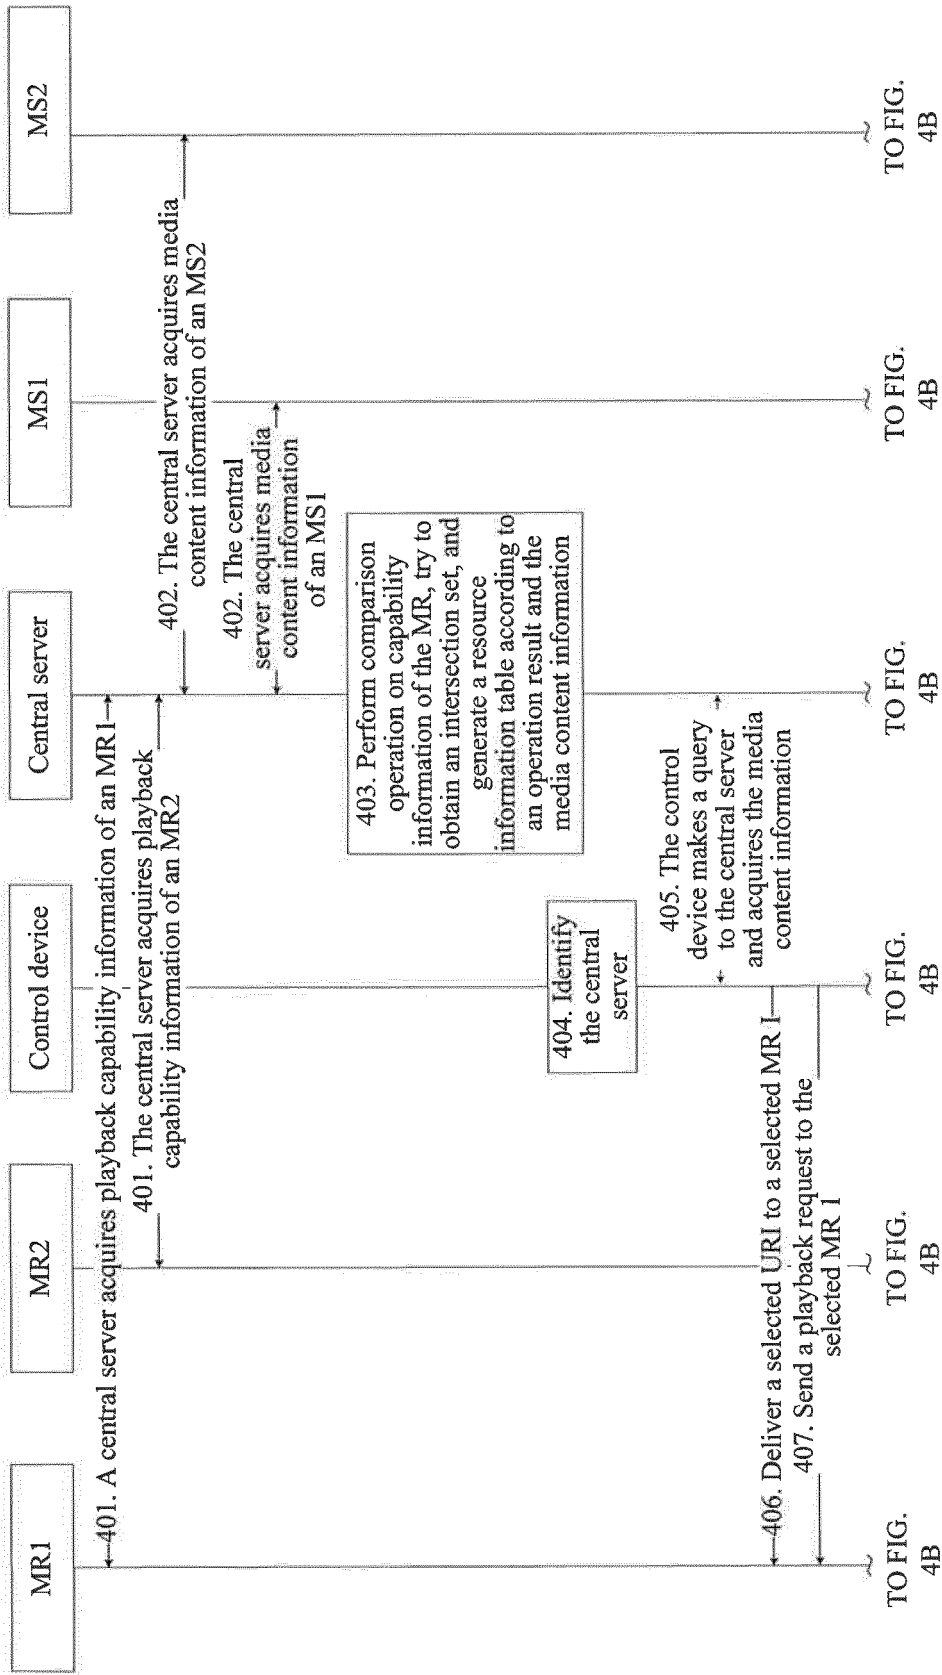 MR1
MR2
Control device
Central server
MS1
MS2
401. A central server acquires playback capability information of an MR1
401. The central server acquires playback
capability information of an MR2
402. The central server acquires media
content information of an MS2
402. The central
server acquires media
content information
of an MS1
403. Perform comparison
operation on capability
information of the MR, try to
obtain an intersection set, and
generate a resource
information table according to
an operation result and the
media content information
404. Identify
the central
server
405. The control
device makes a query
to the central server
and acquires the media
content information
406. Deliver a selected URI to a selected MR 1
407. Send a playback request to the
selected MR 1
TO FIG.
4B
TO FIG.
4B
TO FIG.
4B
TO FIG.
4B
TO FIG.
4B
TO FIG.
4B